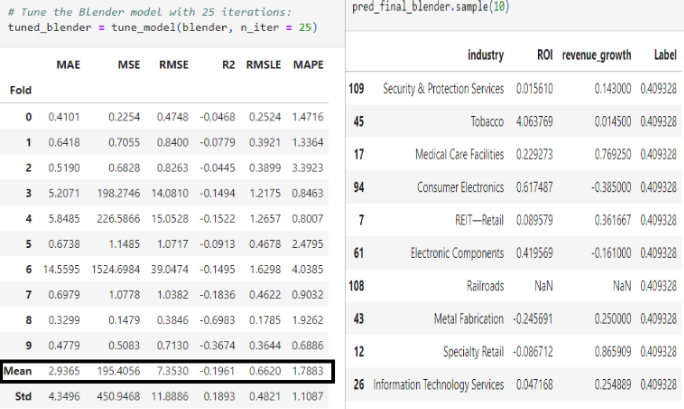 # Tune the Blender model with 25 iterations:
tuned_blender = tune_model(blender, n_iter = 25)
MAE MSE RMSE R2 RMSLE MAPE
Fold
0 0.4101 0.2254 0.4748 -0.0468 0.2524 1.4716
1 0.6418 0.7055 0.8400 -0.0779 0.3921 1.3364
2 0.5190 0.6828 0.8263 -0.0445 0.3899 3.3923
3 5.2071 198.2746 14.0810 -0.1494 1.2175 0.8463
4 5.8485 226.5866 15.0528 -0.1522 1.2657 0.8007
5 0.6738 1.1485 1.0717 -0.0913 0.4678 2.4795
6 14.5595 1524.6984 39.0474 -0.1495 1.6298 4.0385
7 0.6979 1.0778 1.0382 -0.1836 0.4622 0.9032
8 0.3299 0.1479 0.3846 -0.6983 0.1785 1.9262
9 0.4779 0.5083 0.7130 -0.3674 0.3644 0.6886
Mean 2.9365 195.4056 7.3530 -0.1961 0.6620 1.7883
Std 4.3496 450.9468 11.8886 0.1893 0.4821 1.1087
pred_final_blender.sample(10)
industry ROI revenue_growth Label
109 Security & Protection Services 0.015610 0.143000 0.409328
45 Tobacco 4.063769 0.014500 0.409328
17 Medical Care Facilities 0.229273 0.769250 0.409328
94 Consumer Electronics 0.617487 -0.385000 0.409328
7 REIT—Retail 0.089579 0.361667 0.409328
61 Electronic Components 0.419569 -0.161000 0.409328
108 Railroads NaN NaN 0.409328
43 Metal Fabrication -0.245691 0.250000 0.409328
12 Specialty Retail -0.086712 0.865909 0.409328
26 Information Technology Services 0.047168 0.254889 0.409328